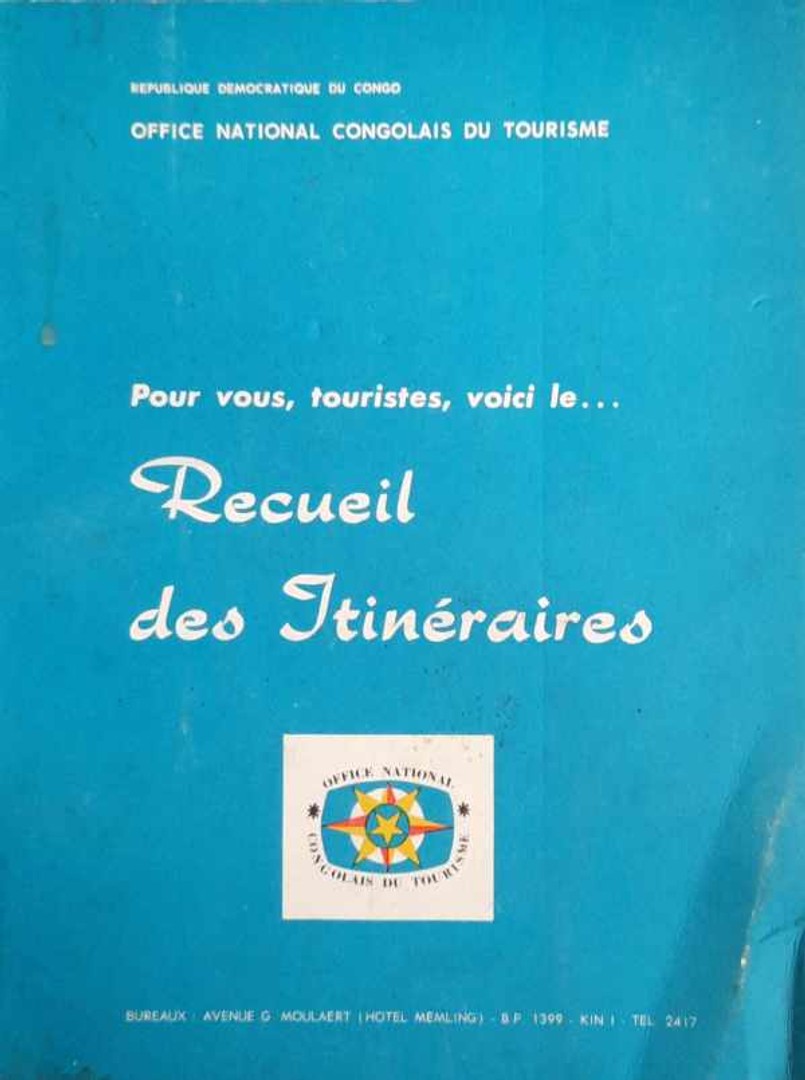 REPUBLIQUE DEMOCRATIQUE DU CONGO
OFFICE NATIONAL CONGOLAIS DU TOURISME
Pour vous, touristes, voici le...
Recueil
des Itinéraires
OFFICE NATIONAL
CONGOLAIS DU TOURISME
BUREAUX : AVENUE G MOULAERT (HOTEL MEMLING) - B P 1399 - KIN I - TEL 2417